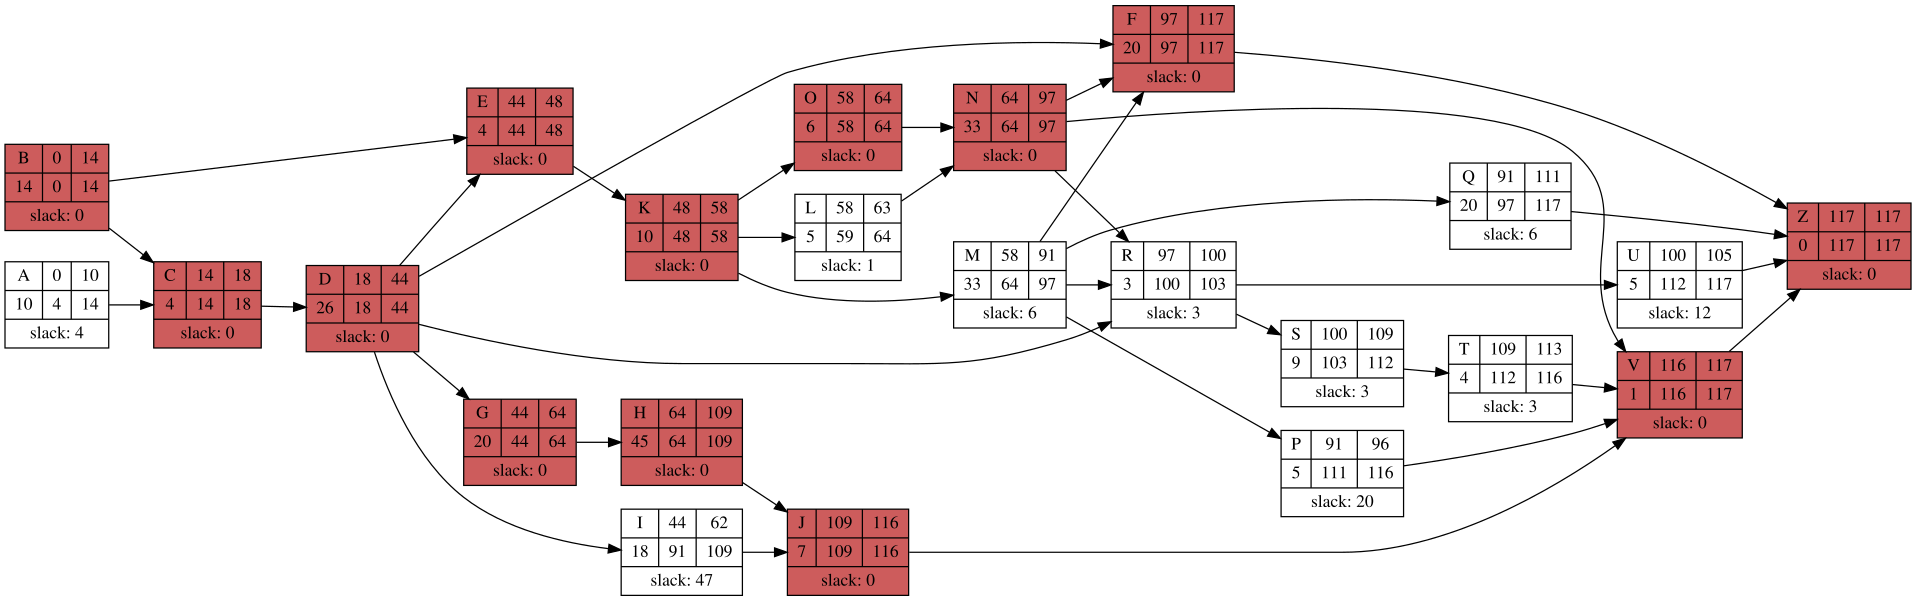 F 97 117
20 97 117
slack: 0
E 44 48
4 44 48
slack: 0
O 58 64
6 58 64
slack: 0
N 64 97
33 64 97
slack: 0
B 0 14
14 0 14
slack: 0
K 48 58
10 48 58
slack: 0
L 58 63
5 59 64
slack: 1
Q 91 111
20 97 117
slack: 6
Z 117 117
0 117 117
slack: 0
A 0 10
10 4 14
slack: 4
C 14 18
4 14 18
slack: 0
D 18 44
26 18 44
slack: 0
M 58 91
33 64 97
slack: 6
R 97 100
3 100 103
slack: 3
U 100 105
5 112 117
slack: 12
S 100 109
9 103 112
slack: 3
T 109 113
4 112 116
slack: 3
V 116 117
1 116 117
slack: 0
G 44 64
20 44 64
slack: 0
H 64 109
45 64 109
slack: 0
P 91 96
5 111 116
slack: 20
I 44 62
18 91 109
slack: 47
J 109 116
7 109 116
slack: 0